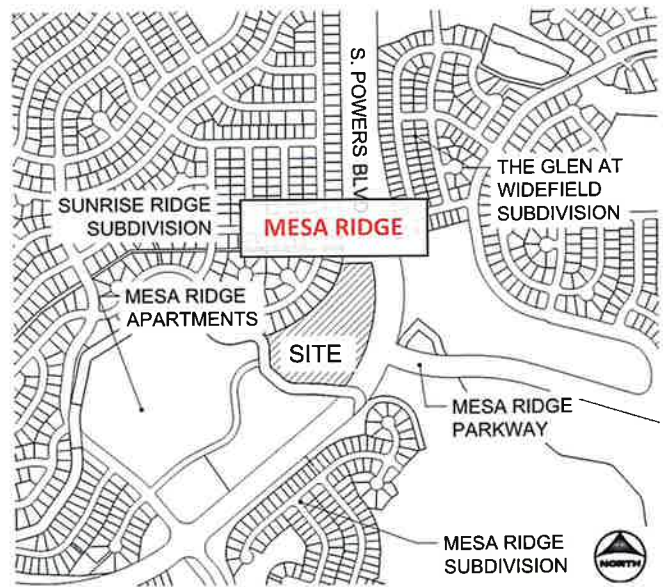 S. POWERS BLVD
THE GLEN AT
WIDEFIELD
SUBDIVISION
SUNRISE RIDGE
SUBDIVISION
MESA RIDGE
MESA RIDGE
APARTMENTS
SITE
MESA RIDGE
PARKWAY
MESA RIDGE
SUBDIVISION
NORTH